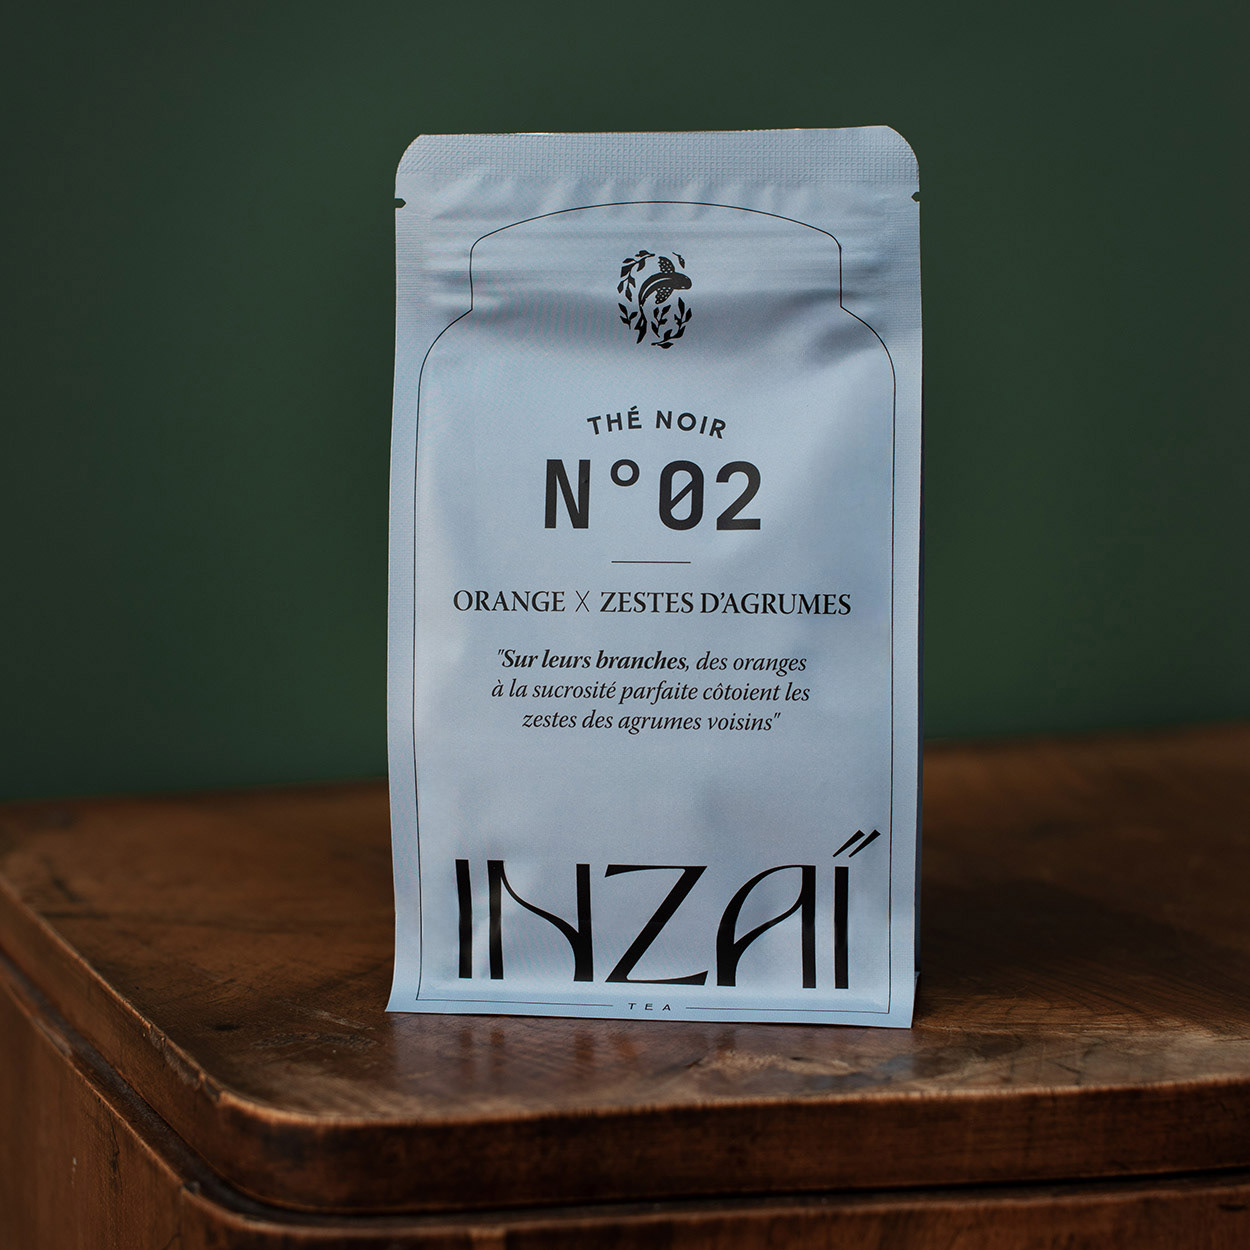 THÉ NOIR
N°02
ORANGE X ZESTES D'AGRUMES
"Sur leurs branches, des oranges
à la sucrosité parfaite côtoient les
zestes des agrumes voisins"
INZAÏ
TEA